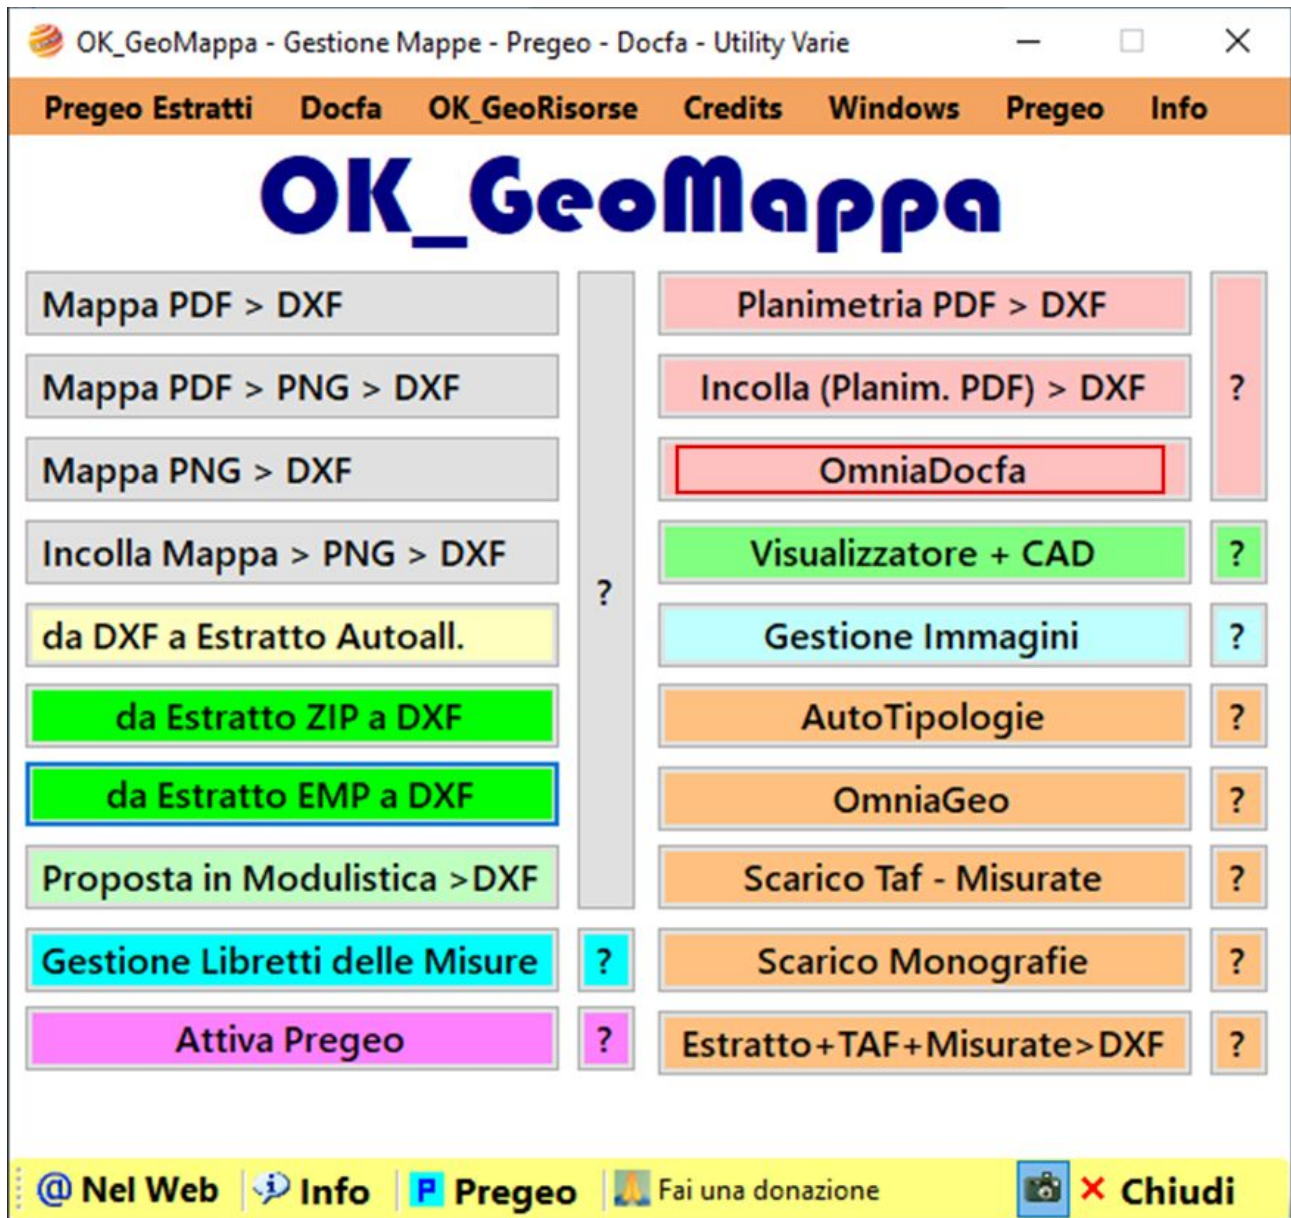 OK_GeoMappa - Gestione Mappe - Pregeo - Docfa - Utility Varie
Pregeo Estratti Docfa OK_GeoRisorse Credits Windows Pregeo Info
OK_GeoMappa
Mappa PDF > DXF
Mappa PDF > PNG > DXF
Mappa PNG > DXF
Incolla Mappa > PNG > DXF
da DXF a Estratto Autoall.
da Estratto ZIP a DXF
da Estratto EMP a DXF
Proposta in Modulistica >DXF
?
Gestione Libretti delle Misure ?
Attiva Pregeo ?
Planimetria PDF > DXF
Incolla (Planim. PDF) > DXF
OmniaDocfa
?
Visualizzatore + CAD ?
Gestione Immagini ?
AutoTipologie ?
OmniaGeo ?
Scarico Taf - Misurate ?
Scarico Monografie ?
Estratto+TAF+Misurate>DXF ?
@ Nel Web Info P Pregeo Fai una donazione Chiudi